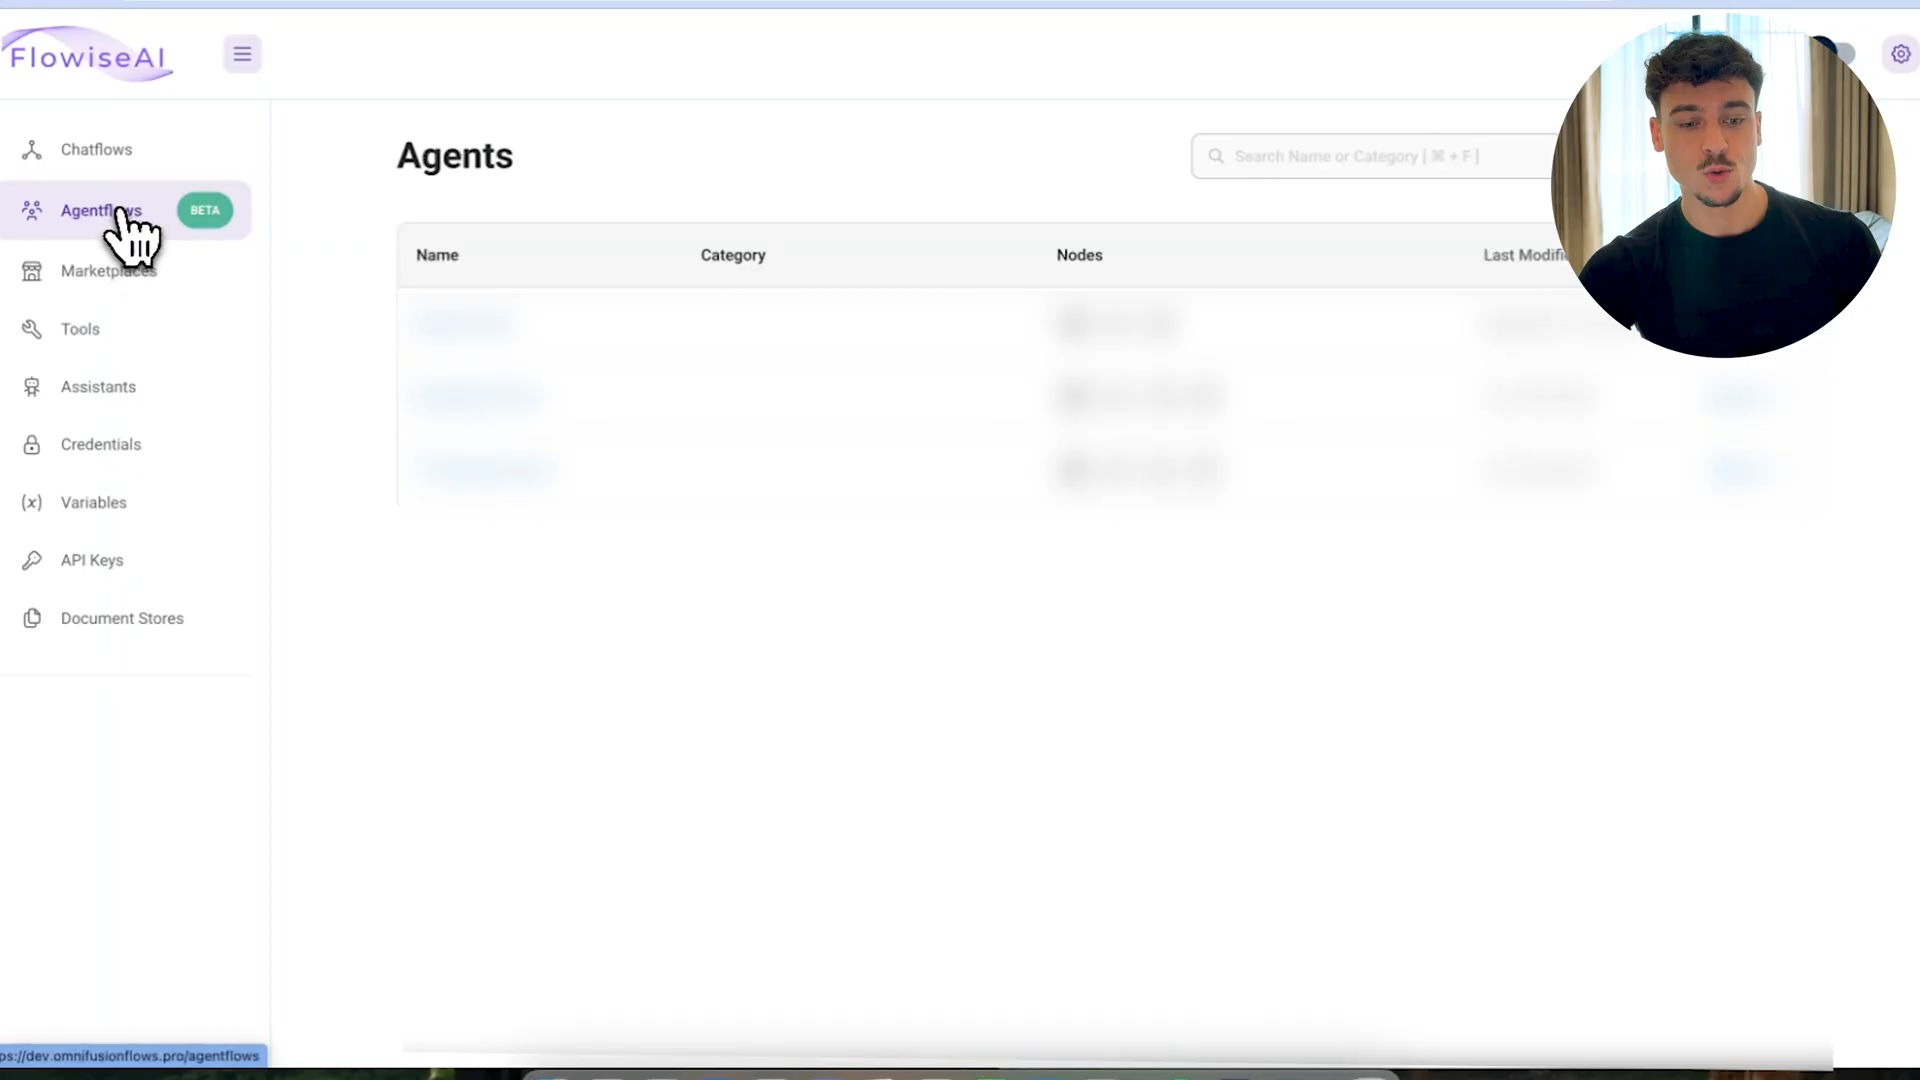 FlowiseAI
Chatflows
Agentflows BETA
Marketplaces
Tools
Assistants
Credentials
Variables
API Keys
Document Stores
Agents
Search Name or Category [ ⌘ + F ]
Name Category Nodes Last Modifi
ps://dev.omnifusionflows.pro/agentflows